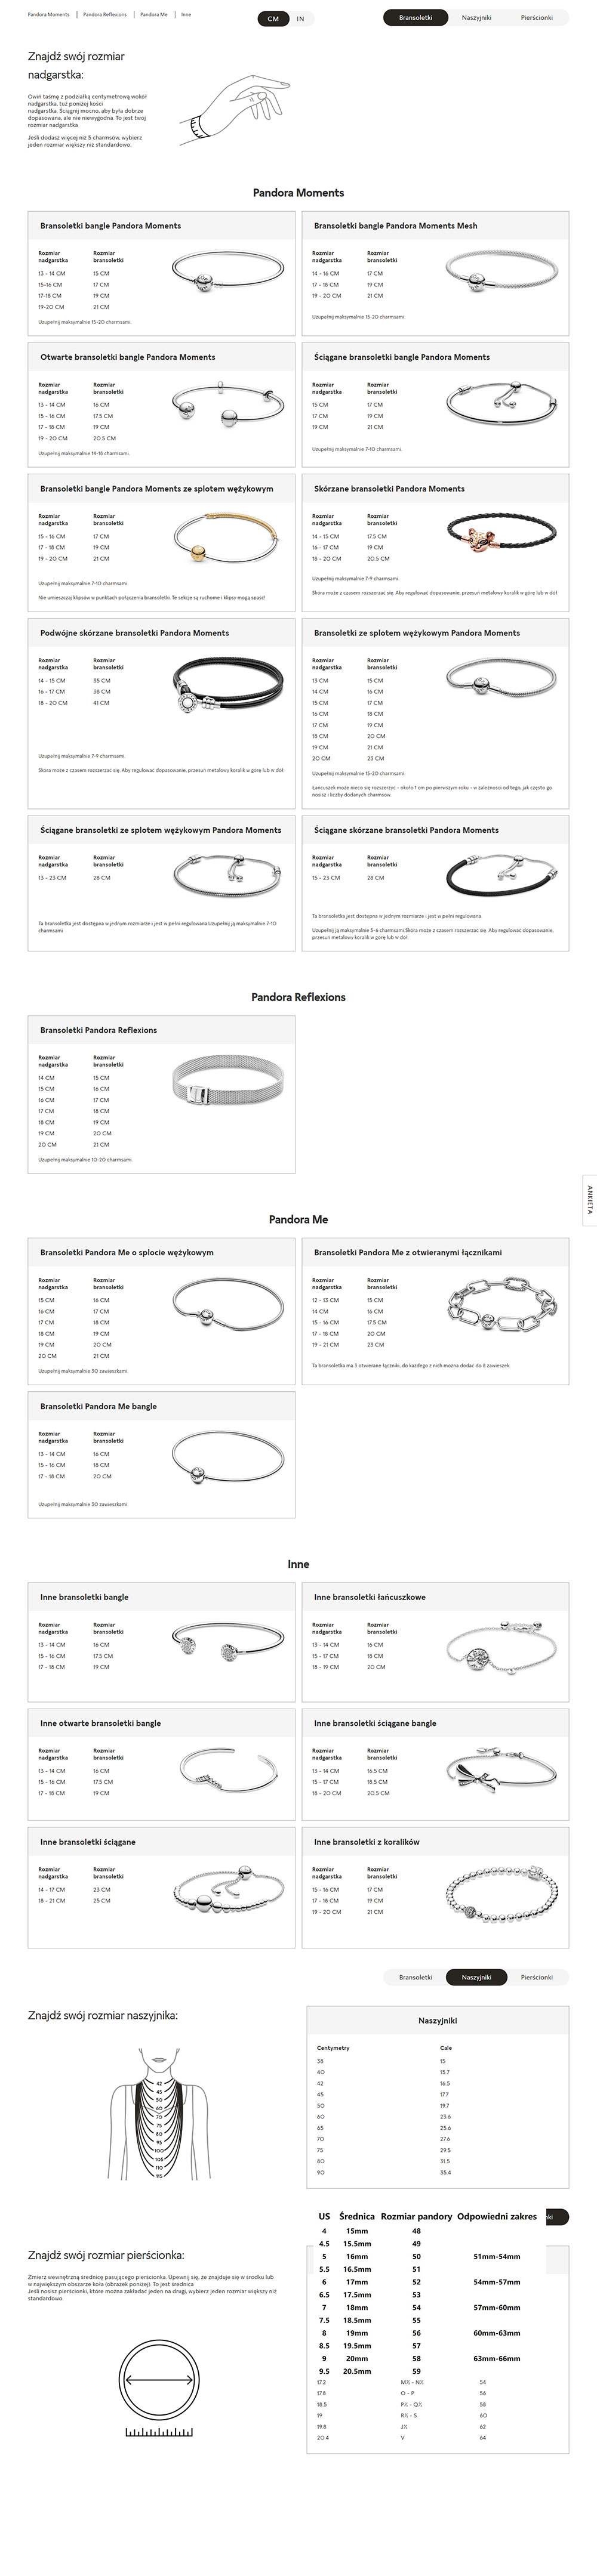 Pandora Moments | Pandora Reflexions | Pandora Me | Inne
CM IN
Bransoletki Naszyjniki Pierścionki
Znajdź swój rozmiar
nadgarstka:
Owiń taśmę z podziałką centymetrową wokół
nadgarstka, tuż poniżej kości
nadgarstka. Ściągnij mocno, aby była dobrze
dopasowana, ale nie niewygodna. To jest twój
rozmiar nadgarstka
Jeśli dodasz więcej niż 5 charmsów, wybierz
jeden rozmiar większy niż standardowo.
Pandora Moments
Bransoletki bangle Pandora Moments
Rozmiar Rozmiar
nadgarstka bransoletki
13 - 14 CM 15 CM
15-16 CM 17 CM
17-18 CM 19 CM
19-20 CM 21 CM
Uzupełnij maksymalnie 15-20 charmsami.
Bransoletki bangle Pandora Moments Mesh
Rozmiar Rozmiar
nadgarstka bransoletki
14 - 16 CM 17 CM
17 - 18 CM 19 CM
19 - 20 CM 21 CM
Uzupełnij maksymalnie 15-20 charmsami.
Otwarte bransoletki bangle Pandora Moments
Rozmiar Rozmiar
nadgarstka bransoletki
13 - 14 CM 16 CM
15 - 16 CM 17.5 CM
17 - 18 CM 19 CM
19 - 20 CM 20.5 CM
Uzupełnij maksymalnie 14-18 charmsami.
Ściągane bransoletki bangle Pandora Moments
Rozmiar Rozmiar
nadgarstka bransoletki
15 CM 17 CM
17 CM 19 CM
19 CM 21 CM
Uzupełnij maksymalnie 7-10 charmsami.
Bransoletki bangle Pandora Moments ze splotem wężykowym
Rozmiar Rozmiar
nadgarstka bransoletki
15 - 16 CM 17 CM
17 - 18 CM 19 CM
19 - 20 CM 21 CM
Uzupełnij maksymalnie 7-10 charmsami.
Nie umieszczaj klipsów w punktach połączenia bransoletki. Te sekcje są ruchome i klipsy mogą spaść!
Skórzane bransoletki Pandora Moments
Rozmiar Rozmiar
nadgarstka bransoletki
14 - 15 CM 17.5 CM
16 - 17 CM 19 CM
18 - 20 CM 20.5 CM
Uzupełnij maksymalnie 7-9 charmsami.
Skóra może z czasem rozszerzać się. Aby regulować dopasowanie, przesuń metalowy koralik w górę lub w dół.
Podwójne skórzane bransoletki Pandora Moments
Rozmiar Rozmiar
nadgarstka bransoletki
14 - 15 CM 35 CM
16 - 17 CM 38 CM
18 - 20 CM 41 CM
Uzupełnij maksymalnie 7-9 charmsami.
Skóra może z czasem rozszerzać się. Aby regulować dopasowanie, przesuń metalowy koralik w górę lub w dół.
Bransoletki ze splotem wężykowym Pandora Moments
Rozmiar Rozmiar
nadgarstka bransoletki
13 CM 15 CM
14 CM 16 CM
15 CM 17 CM
16 CM 18 CM
17 CM 19 CM
18 CM 20 CM
19 CM 21 CM
20 CM 23 CM
Uzupełnij maksymalnie 15-20 charmsami.
Łańcuszek może nieco się rozszerzyć - około 1 cm po pierwszym roku - w zależności od tego, jak często go
nosisz i liczby dodanych charmsów.
Ściągane bransoletki ze splotem wężykowym Pandora Moments
Rozmiar Rozmiar
nadgarstka bransoletki
13 - 23 CM 28 CM
Ta bransoletka jest dostępna w jednym rozmiarze i jest w pełni regulowana.Uzupełnij ją maksymalnie 7-10
charmsami
Ściągane skórzane bransoletki Pandora Moments
Rozmiar Rozmiar
nadgarstka bransoletki
15 - 23 CM 28 CM
Ta bransoletka jest dostępna w jednym rozmiarze i jest w pełni regulowana.
Uzupełnij ją maksymalnie 5-6 charmsami.Skóra może z czasem rozszerzać się. Aby regulować dopasowanie,
przesuń metalowy koralik w górę lub w dół.
Pandora Reflexions
Bransoletki Pandora Reflexions
Rozmiar Rozmiar
nadgarstka bransoletki
14 CM 15 CM
15 CM 16 CM
16 CM 17 CM
17 CM 18 CM
18 CM 19 CM
19 CM 20 CM
20 CM 21 CM
Uzupełnij maksymalnie 10-20 charmsami.
ANKIETA
Pandora Me
Bransoletki Pandora Me o splocie wężykowym
Rozmiar Rozmiar
nadgarstka bransoletki
15 CM 16 CM
16 CM 17 CM
17 CM 18 CM
18 CM 19 CM
19 CM 20 CM
20 CM 21 CM
Uzupełnij maksymalnie 30 zawieszkami.
Bransoletki Pandora Me z otwieranymi łącznikami
Rozmiar Rozmiar
nadgarstka bransoletki
12 - 13 CM 15 CM
14 CM 16 CM
15 - 16 CM 17.5 CM
17 - 18 CM 20 CM
19 - 21 CM 23 CM
Ta bransoletka ma 3 otwierane łączniki, do każdego z nich można dodać do 8 zawieszek.
Bransoletki Pandora Me bangle
Rozmiar Rozmiar
nadgarstka bransoletki
13 - 14 CM 16 CM
15 - 16 CM 18 CM
17 - 18 CM 20 CM
Uzupełnij maksymalnie 30 zawieszkami.
Inne
Inne bransoletki bangle
Rozmiar Rozmiar
nadgarstka bransoletki
13 - 14 CM 16 CM
15 - 16 CM 17.5 CM
17 - 18 CM 19 CM
Inne bransoletki łańcuszkowe
Rozmiar Rozmiar
nadgarstka bransoletki
13 - 14 CM 16 CM
15 - 17 CM 18 CM
18 - 19 CM 20 CM
Inne otwarte bransoletki bangle
Rozmiar Rozmiar
nadgarstka bransoletki
13 - 14 CM 16 CM
15 - 16 CM 17.5 CM
17 - 18 CM 19 CM
Inne bransoletki ściągane bangle
Rozmiar Rozmiar
nadgarstka bransoletki
13 - 14 CM 16.5 CM
15 - 17 CM 18.5 CM
18 - 20 CM 20.5 CM
Inne bransoletki ściągane
Rozmiar Rozmiar
nadgarstka bransoletki
14 - 17 CM 23 CM
18 - 21 CM 25 CM
Inne bransoletki z koralików
Rozmiar Rozmiar
nadgarstka bransoletki
15 - 16 CM 17 CM
17 - 18 CM 19 CM
19 - 20 CM 21 CM
Bransoletki Naszyjniki Pierścionki
Znajdź swój rozmiar naszyjnika:
42
45
50
60
70
75
80
95
100
105
110
115
Naszyjniki
Centymetry Cale
38 15
40 15.7
42 16.5
45 17.7
50 19.7
60 23.6
65 25.6
70 27.6
75 29.5
80 31.5
90 35.4
Znajdź swój rozmiar pierścionka:
Zmierz wewnętrzną średnicę pasującego pierścionka. Upewnij się, że znajduje się w środku lub
w największym obszarze koła (obrazek poniżej). To jest średnica
Jeśli nosisz pierścionki, które można zakładać jeden na drugi, wybierz jeden rozmiar większy niż
standardowo.
US Średnica Rozmiar pandory Odpowiedni zakres
4 15mm 48
4.5 15.5mm 49
5 16mm 50 51mm-54mm
5.5 16.5mm 51
6 17mm 52 54mm-57mm
6.5 17.5mm 53
7 18mm 54 57mm-60mm
7.5 18.5mm 55
8 19mm 56 60mm-63mm
8.5 19.5mm 57
9 20mm 58 63mm-66mm
9.5 20.5mm 59
17.2 M½ - N½ 54
17.8 O - P 56
18.5 P½ - Q½ 58
19 R½ - S 60
19.8 62
20.4 V 64